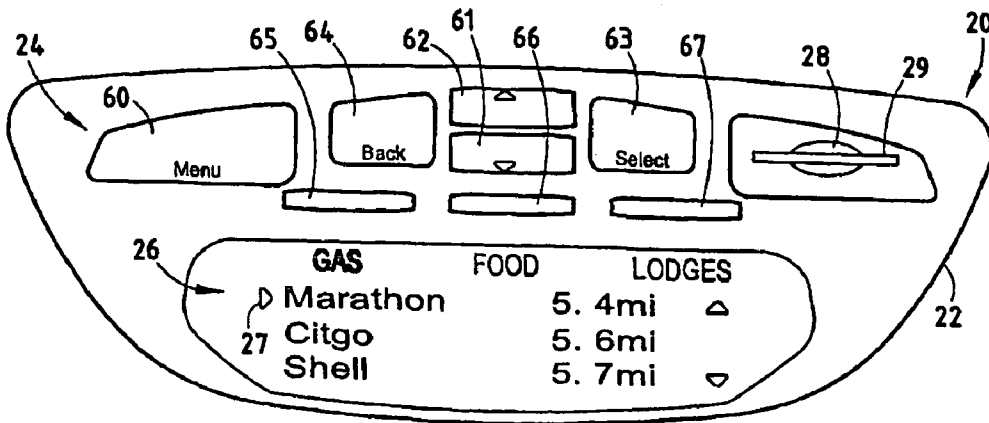 61
64 62 66 63 67 28 20
65 29
24
60
Menu Back Select
GAS FOOD LODGES
26
Marathon 5. 4mi
27 Citgo 5. 6mi 22
Shell 5. 7mi